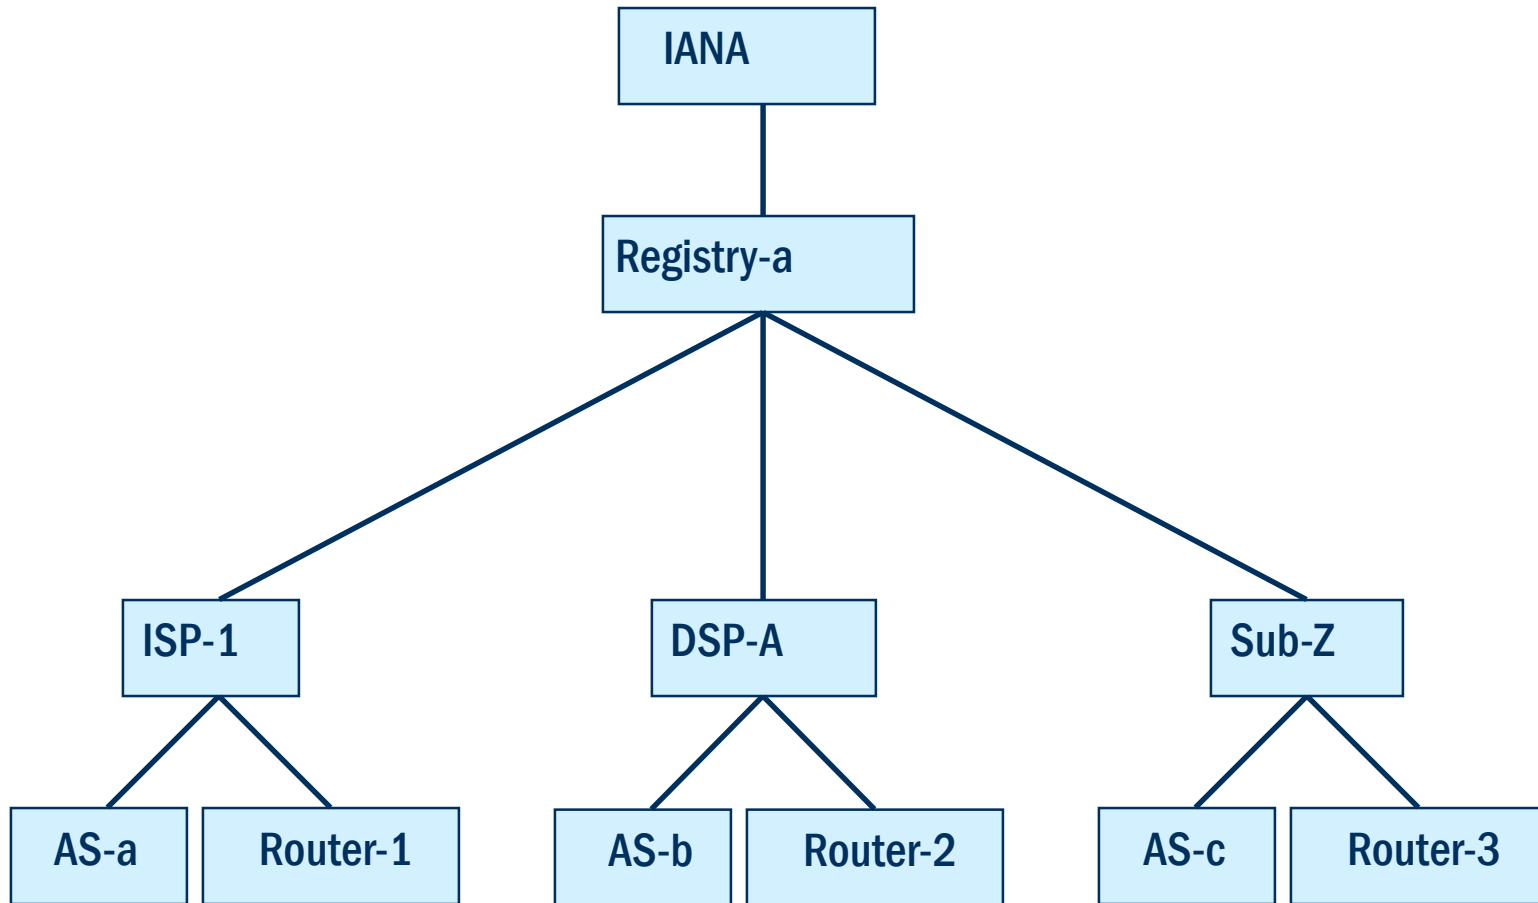 IANA
Registry-a
ISP-1
DSP-A
Sub-Z
AS-a
Router-1
AS-b
Router-2
AS-c
Router-3